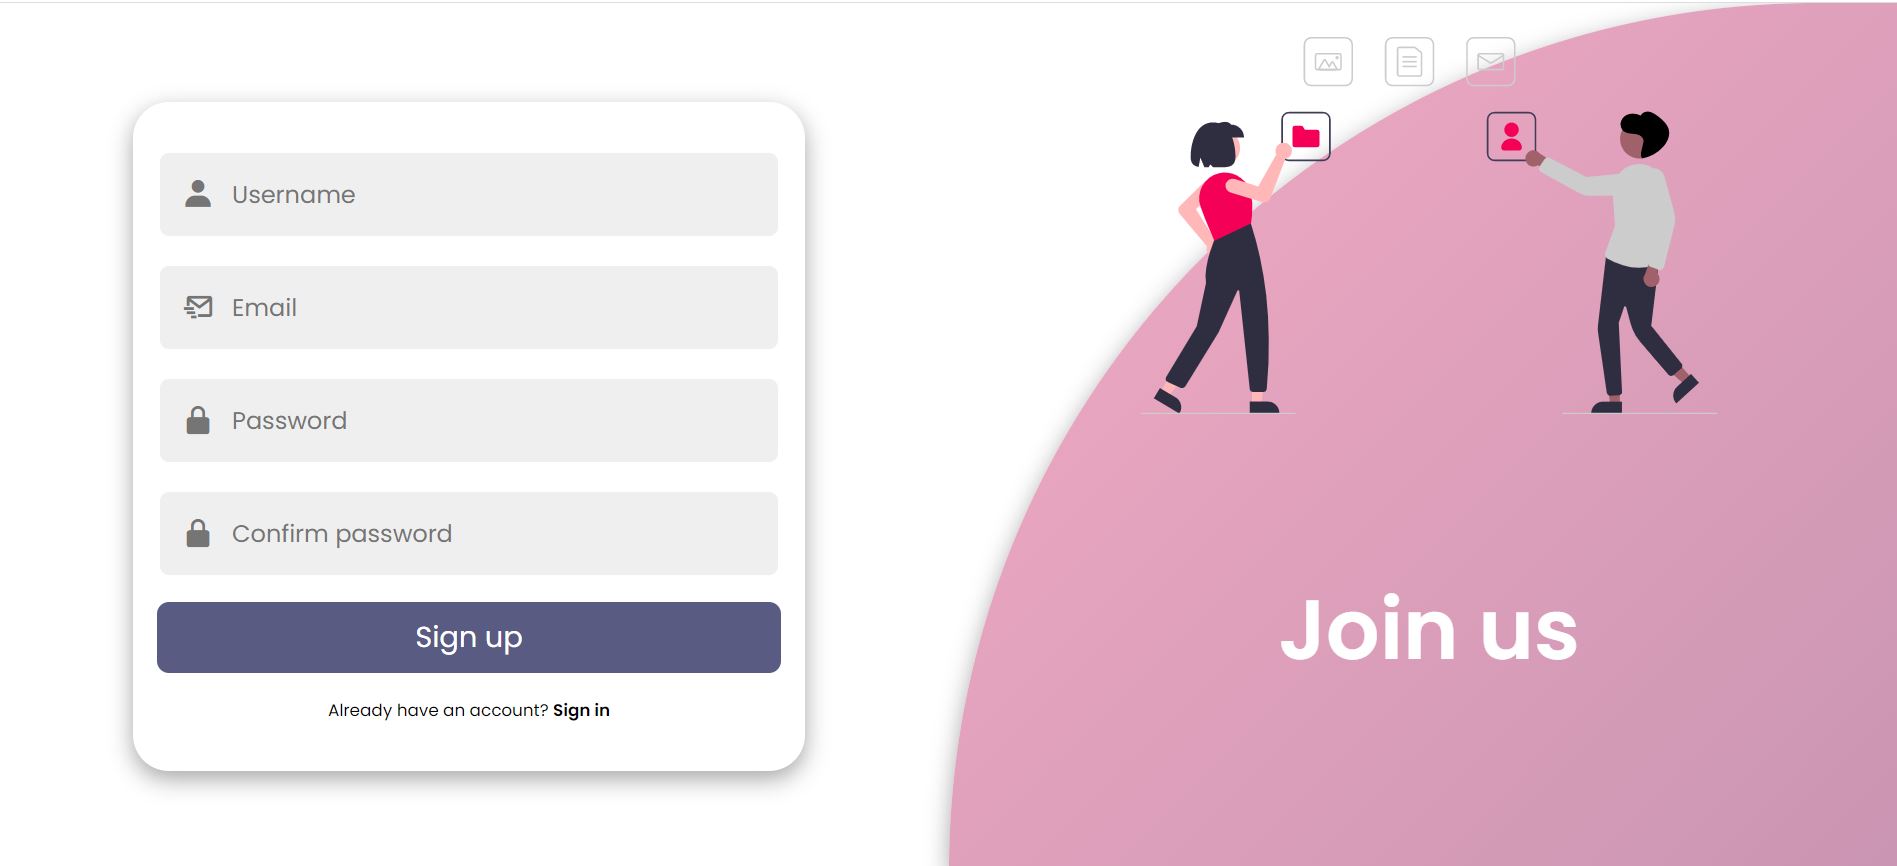 Username
Email
Password
Confirm password
Sign up
Already have an account? Sign in
Join us